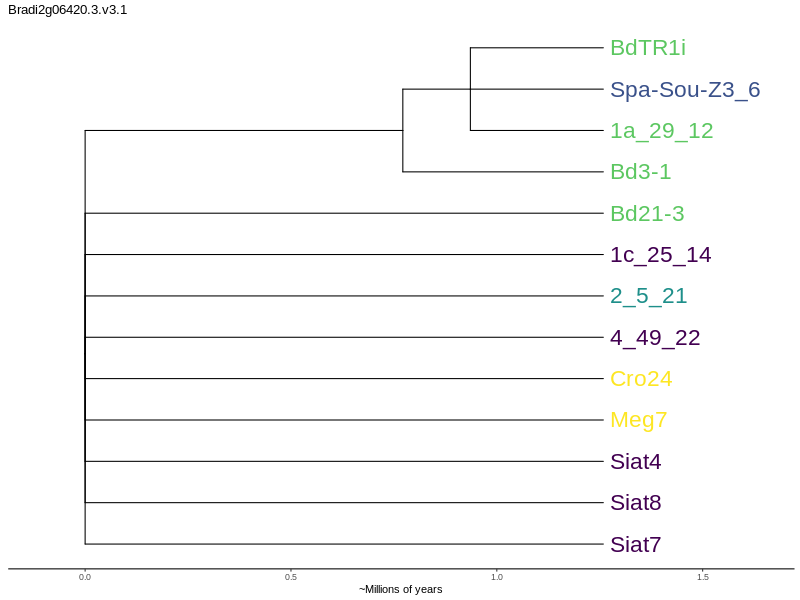 Bradi2g06420.3.v3.1
BdTR1i
Spa-Sou-Z3_6
1a_29_12
Bd3-1
Bd21-3
1c_25_14
2_5_21
4_49_22
Cro24
Meg7
Siat4
Siat8
Siat7
0.0 0.5 1.0 1.5
~Millions of years